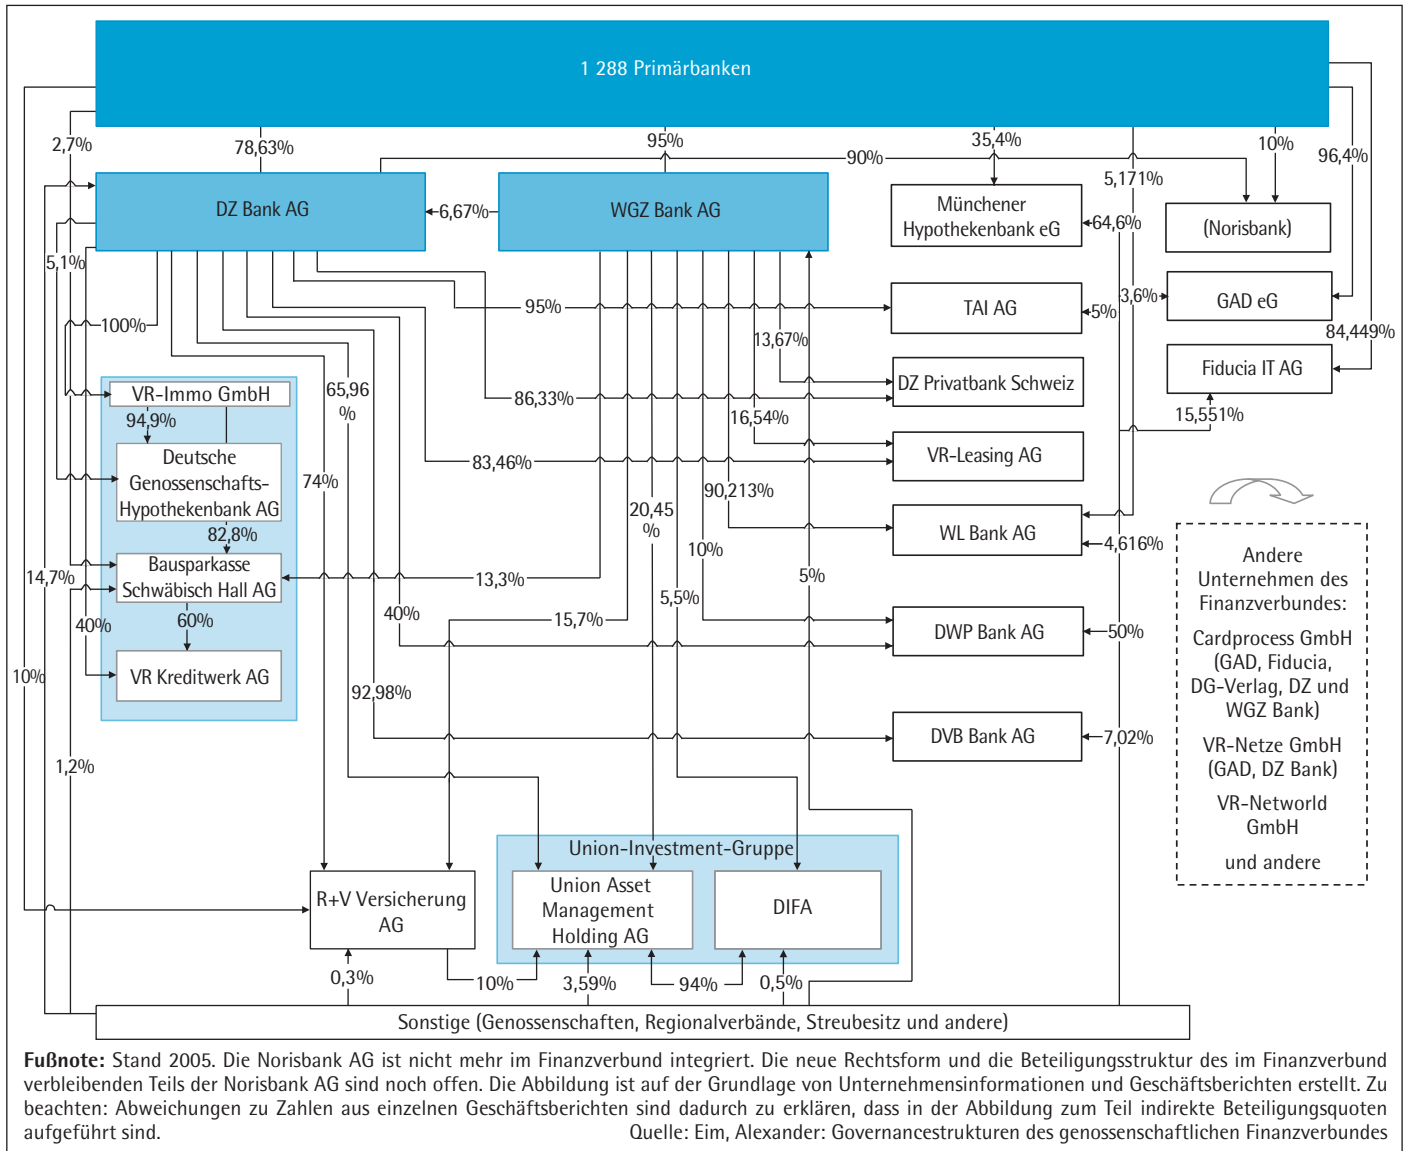 1 288 Primärbanken
2,7%
78,63%
95%
90%
35,4%
5,171%
10%
96,4%
DZ Bank AG
6,67%
WGZ Bank AG
Münchener
Hypothekenbank eG
64,6%
(Norisbank)
5,1%
100%
95%
TAI AG
5%
3,6%
GAD eG
84,449%
13,67%
VR-Immo GmbH
94,9%
65,96
%
86,33%
DZ Privatbank Schweiz
Fiducia IT AG
15,551%
16,54%
Deutsche
Genossenschafts-
Hypothekenbank AG
74%
83,46%
VR-Leasing AG
90,213%
20,45
%
82,8%
10%
WL Bank AG
4,616%
Bausparkasse
Schwäbisch Hall AG
14,7%
13,3%
5%
5,5%
40%
60%
40%
15,7%
DWP Bank AG
50%
VR Kreditwerk AG
10%
92,98%
DVB Bank AG
7,02%
1,2%
Andere
Unternehmen des
Finanzverbundes:
Cardprocess GmbH
(GAD, Fiducia,
DG-Verlag, DZ und
WGZ Bank)
VR-Netze GmbH
(GAD, DZ Bank)
VR-Networld
GmbH
und andere
Union-Investment-Gruppe
R+V Versicherung
AG
Union Asset
Management
Holding AG
DIFA
0,3%
10%
3,59%
94%
0,5%
Sonstige (Genossenschaften, Regionalverbände, Streubesitz und andere)
Fußnote: Stand 2005. Die Norisbank AG ist nicht mehr im Finanzverbund integriert. Die neue Rechtsform und die Beteiligungsstruktur des im Finanzverbund
verbleibenden Teils der Norisbank AG sind noch offen. Die Abbildung ist auf der Grundlage von Unternehmensinformationen und Geschäftsberichten erstellt. Zu
beachten: Abweichungen zu Zahlen aus einzelnen Geschäftsberichten sind dadurch zu erklären, dass in der Abbildung zum Teil indirekte Beteiligungsquoten
aufgeführt sind.
Quelle: Eim, Alexander: Governancestrukturen des genossenschaftlichen Finanzverbundes